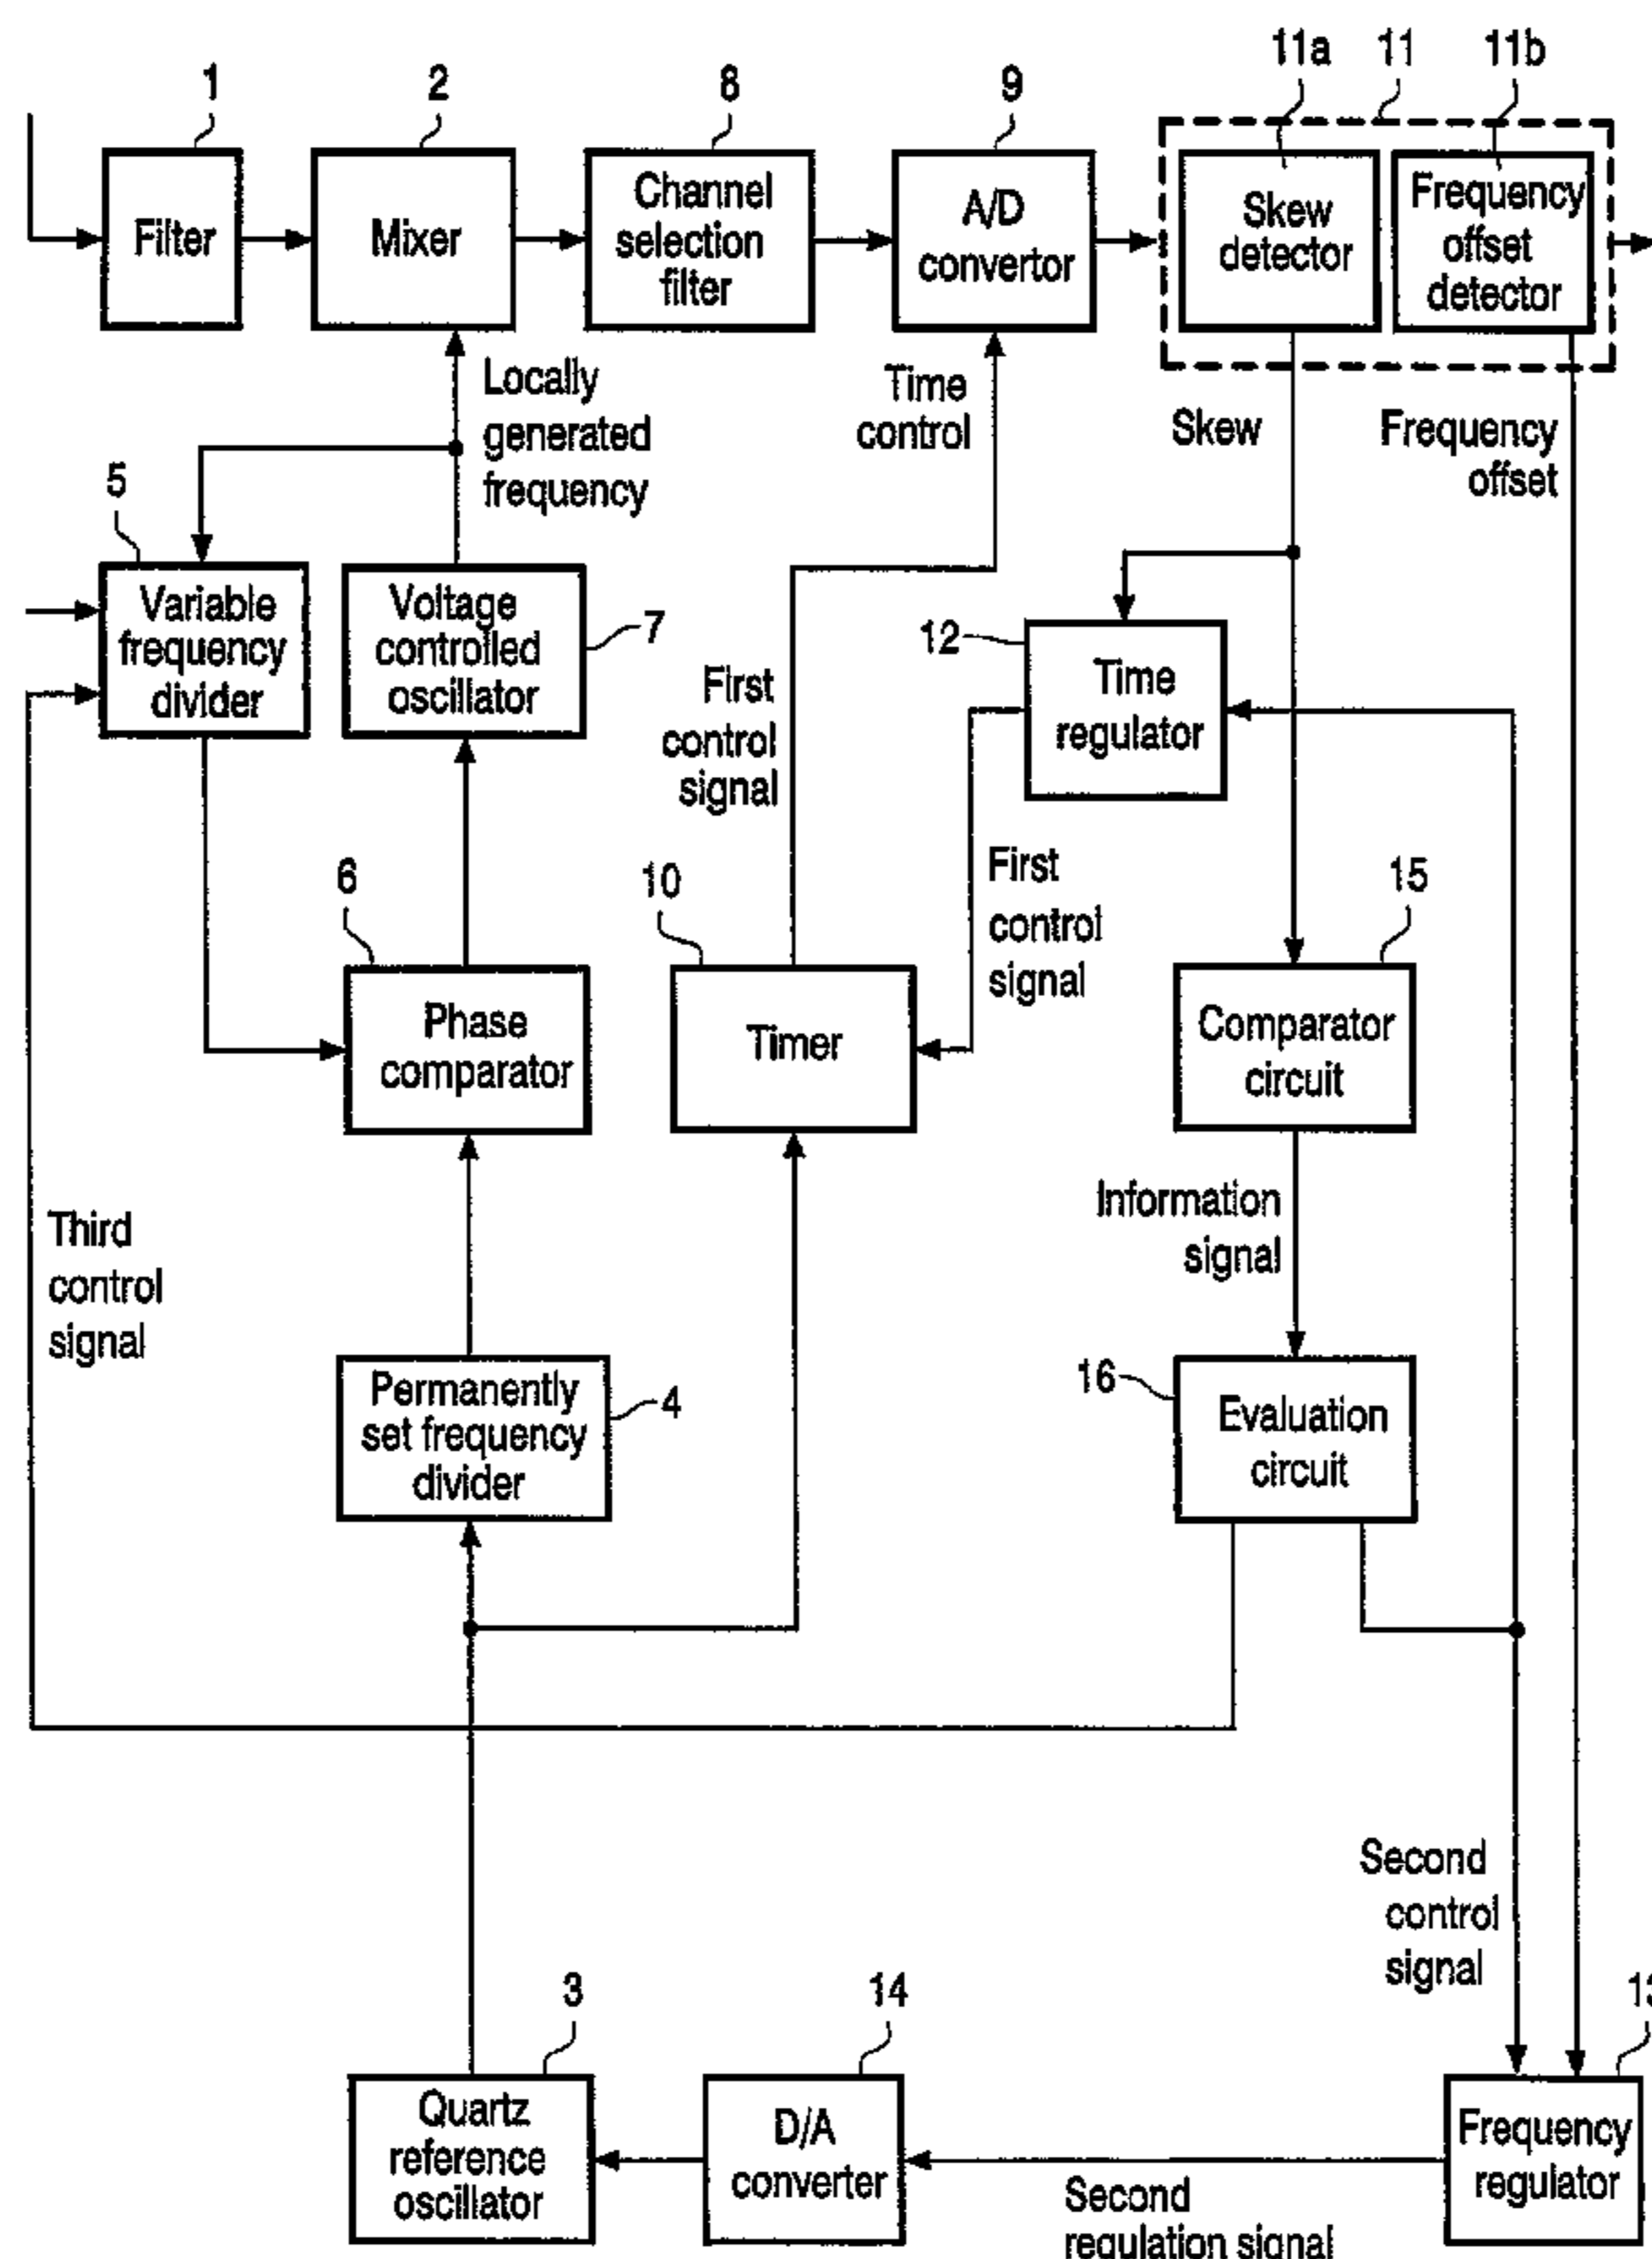 11a
11
11b
1
2
8
9
Filter
Mixer
Channel
selection
filter
A/D
convertor
Skew
detector
Frequency
offset
detector
Locally
generated
frequency
Time
control
Skew
Frequency
offset
5
Variable
frequency
divider
Voltage
controlled
oscillator
7
12
Time
regulator
First
control
signal
6
10
First
control
signal
15
Phase
comparator
Timer
Comparator
circuit
Third
control
signal
Information
signal
Permanently
set frequency
divider
4
16
Evaluation
circuit
Second
control
signal
3
14
13
Quartz
reference
oscillator
D/A
converter
Frequency
regulator
Second
regulation signal